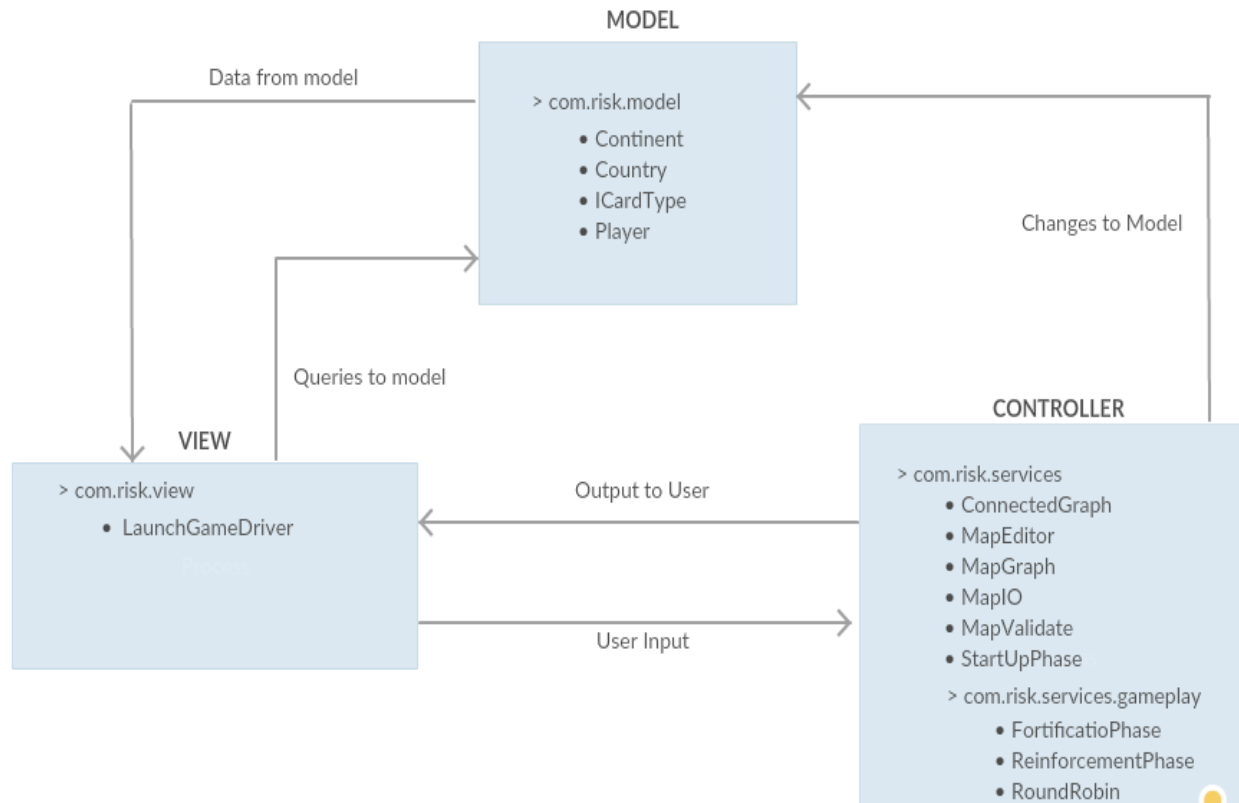 MODEL
Data from model
> com.risk.model
• Continent
• Country
• ICardType
• Player
Changes to Model
Queries to model
CONTROLLER
VIEW
> com.risk.services
> com.risk.view
Output to User
• ConnectedGraph
• LaunchGameDriver
• MapEditor
Process
• MapGraph
• MapIO
• MapValidate
User Input
• StartUpPhase
> com.risk.services.gameplay
• FortificatioPhase
• ReinforcementPhase
• RoundRobin